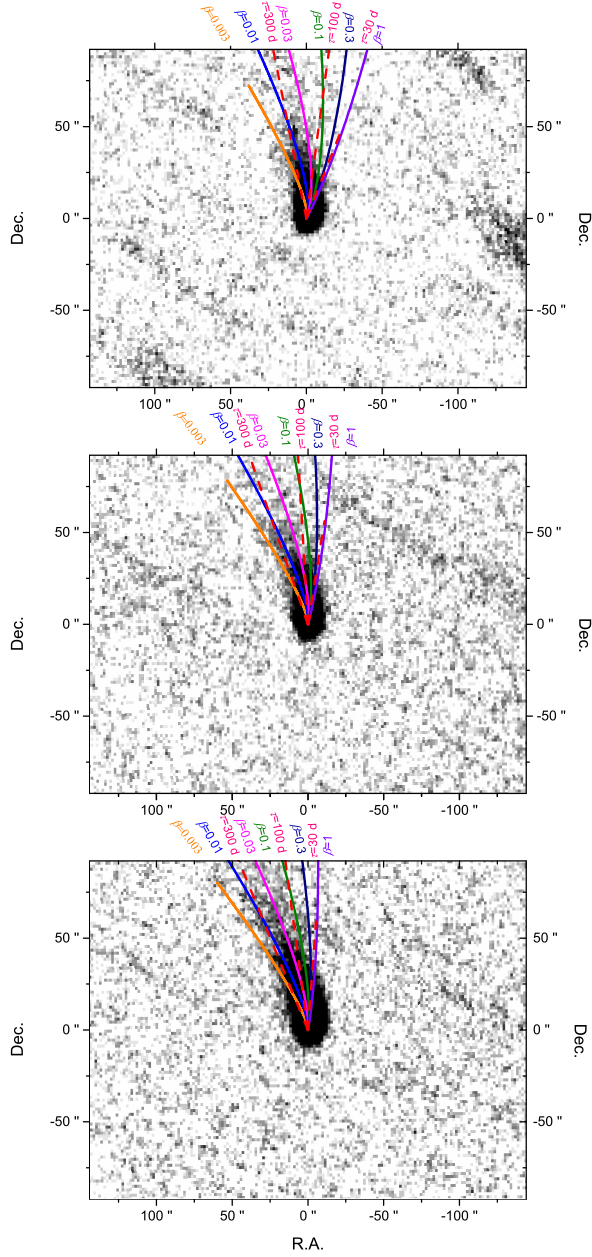 β=0.003
β=0.01
τ=300 d
β=0.03
β=0.1
τ=100 d
β=0.3
τ=30 d
β=1
50 "
50 "
Dec.
0 "
0 "
Dec.
-50 "
-50 "
100 "
50 "
0 "
-50 "
-100 "
β=0.003
β=0.01
τ=300 d
β=0.03
β=0.1
τ=100 d
β=0.3
τ=30 d
β=1
50 "
50 "
Dec.
0 "
0 "
Dec.
-50 "
-50 "
100 "
50 "
0 "
-50 "
-100 "
β=0.003
β=0.01
τ=300 d
β=0.03
β=0.1
τ=100 d
β=0.3
τ=30 d
β=1
50 "
50 "
Dec.
0 "
0 "
Dec.
-50 "
-50 "
100 "
50 "
0 "
-50 "
-100 "
R.A.